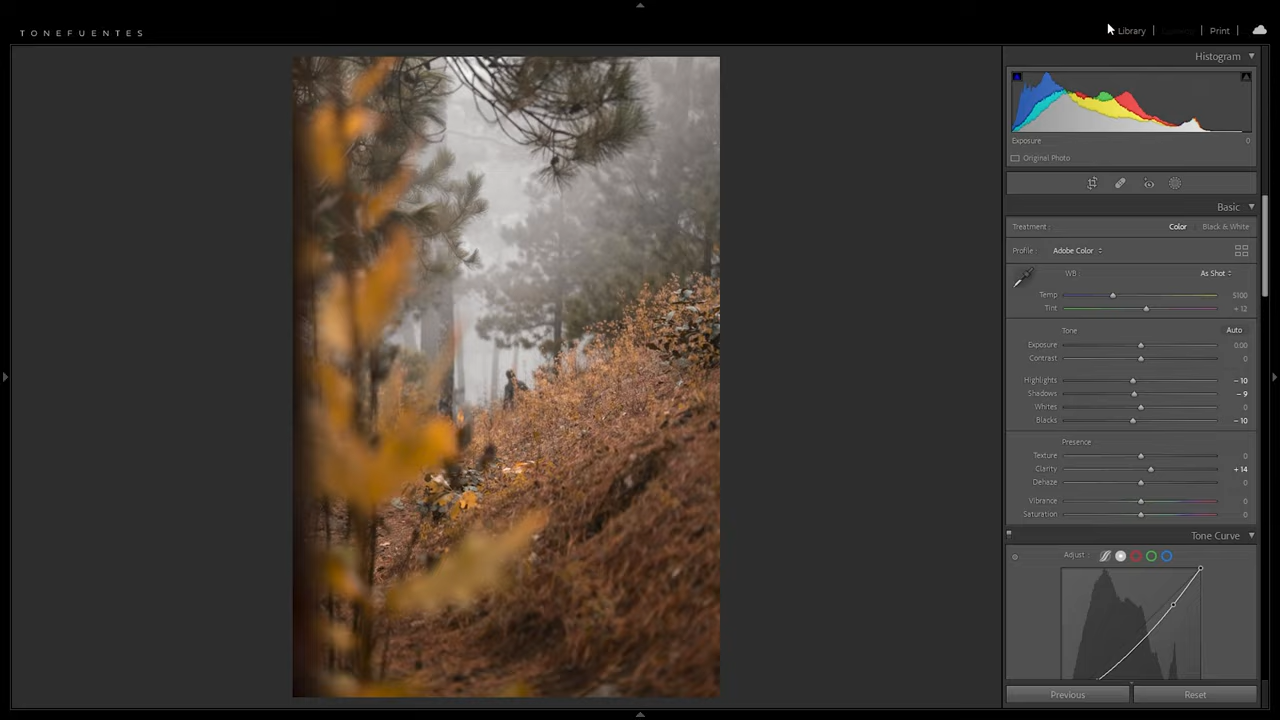 TONEFUENTES
Library | | Print |
Histogram
Exposure 0
Original Photo
Basic
Treatment : Color Black & White
Profile : Adobe Color
WB : As Shot
Temp 5100
Tint + 12
Tone Auto
Exposure 0.00
Contrast 0
Highlights – 10
Shadows – 9
Whites 0
Blacks – 10
Presence
Texture 0
Clarity + 14
Dehaze 0
Vibrance 0
Saturation 0
Tone Curve
Adjust :
Previous Reset